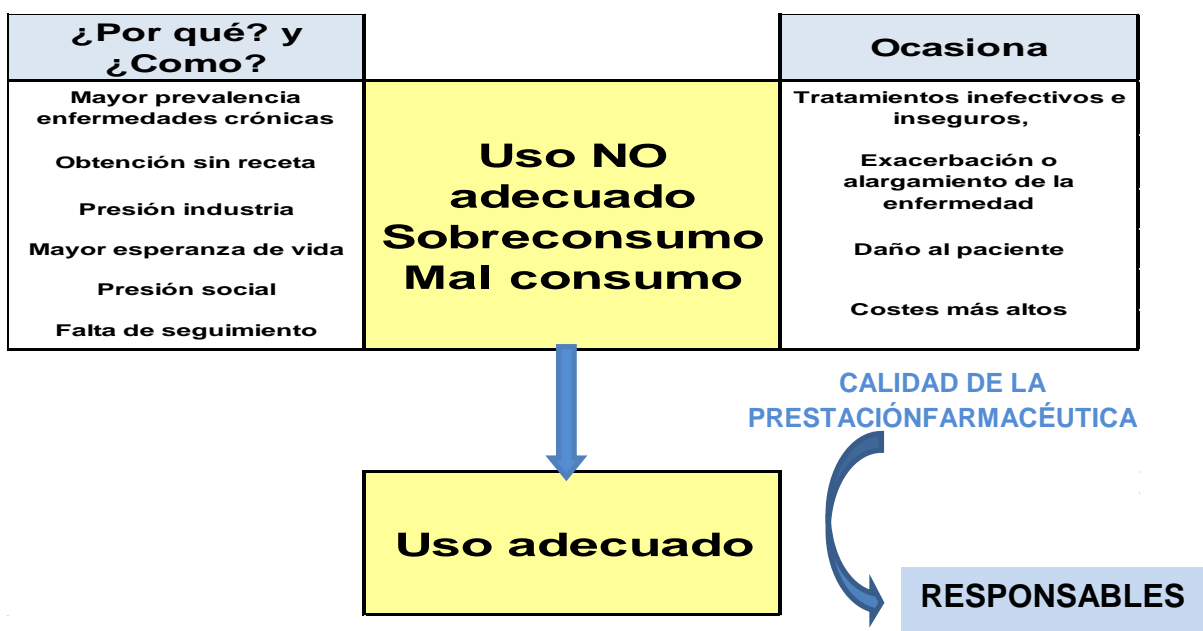 ¿Por qué? y
¿Como?
Mayor prevalencia
enfermedades crónicas
Obtención sin receta
Presión industria
Mayor esperanza de vida
Presión social
Falta de seguimiento
Uso NO
adecuado
Sobreconsumo
Mal consumo
Ocasiona
Tratamientos inefectivos e
inseguros,
Exacerbación o
alargamiento de la
enfermedad
Daño al paciente
Costes más altos
CALIDAD DE LA
PRESTACIÓNFARMACÉUTICA
Uso adecuado
RESPONSABLES